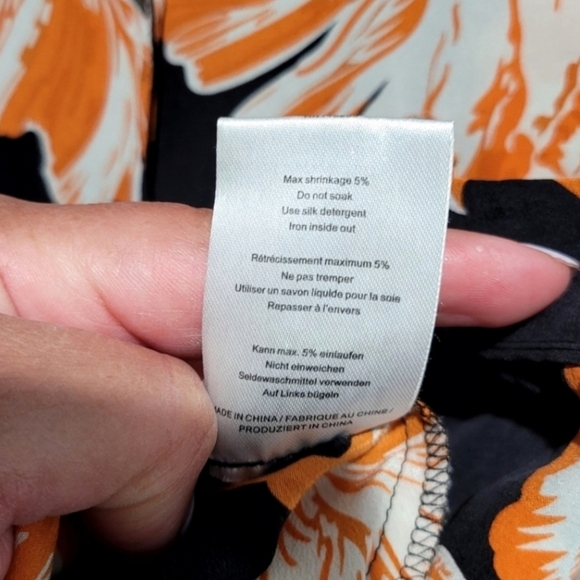 Max shrinkage 5%
Do not soak
Use silk detergent
Iron inside out
Rétrécissement maximum 5%
Ne pas tremper
Utiliser un savon líquide pour la soie
Repasser à l'envers
Kann max. 5% einlaufen
Nicht einweichen
Seidewaschmittel verwenden
Auf Links bügeln
MADE IN CHINA / FABRIQUE AU CHINE /
PRODUZIERT IN CHINA